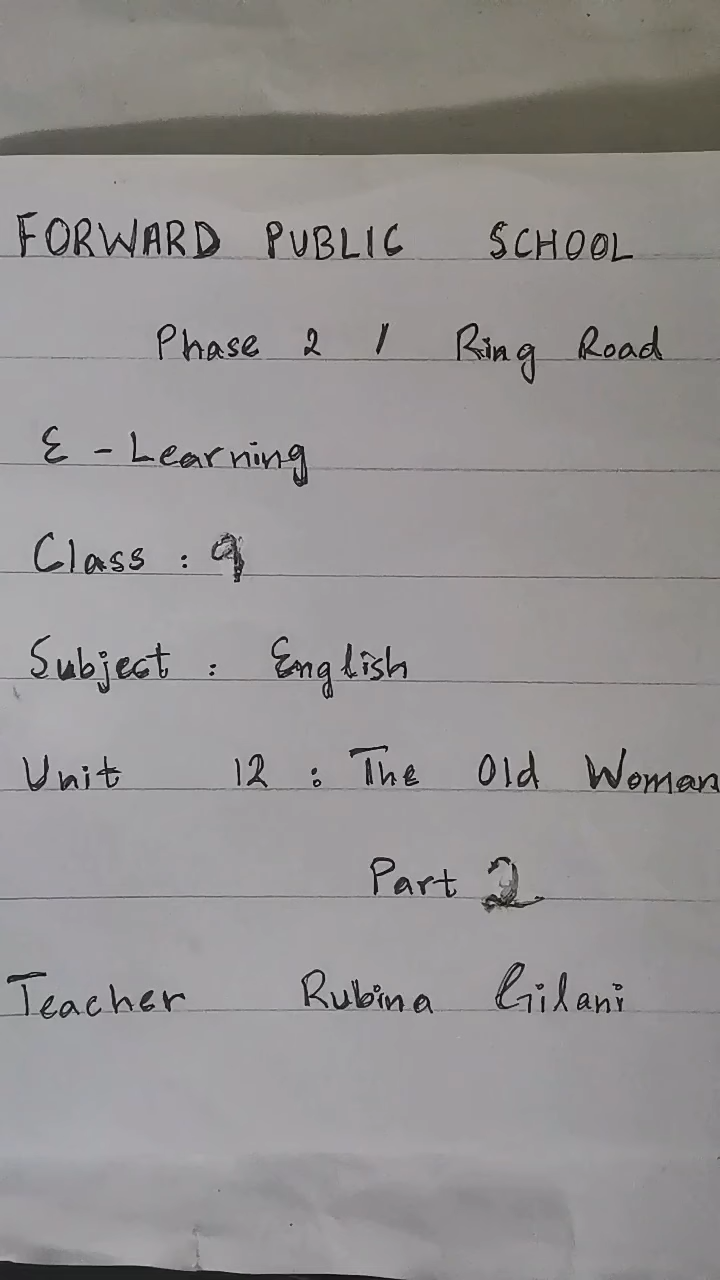 FORWARD PUBLIC SCHOOL
Phase 2 / Ring Road
E - Learning
Class : 9
Subject : English
Unit 12 : The Old Woman
Part 2
Teacher Rubina Gilani